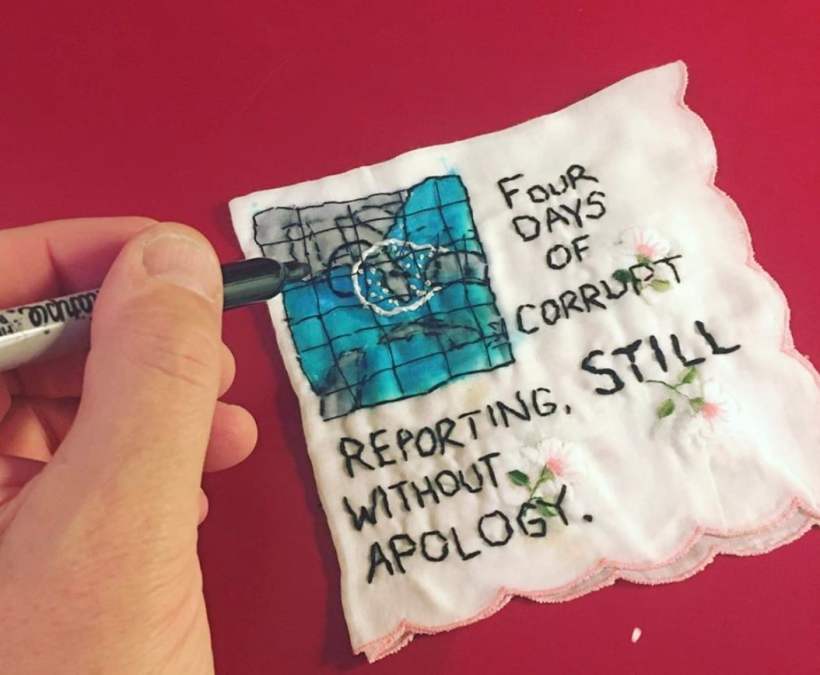 FOUR
DAYS
OF
CORRUPT
REPORTING, STILL
WITHOUT
APOLOGY.